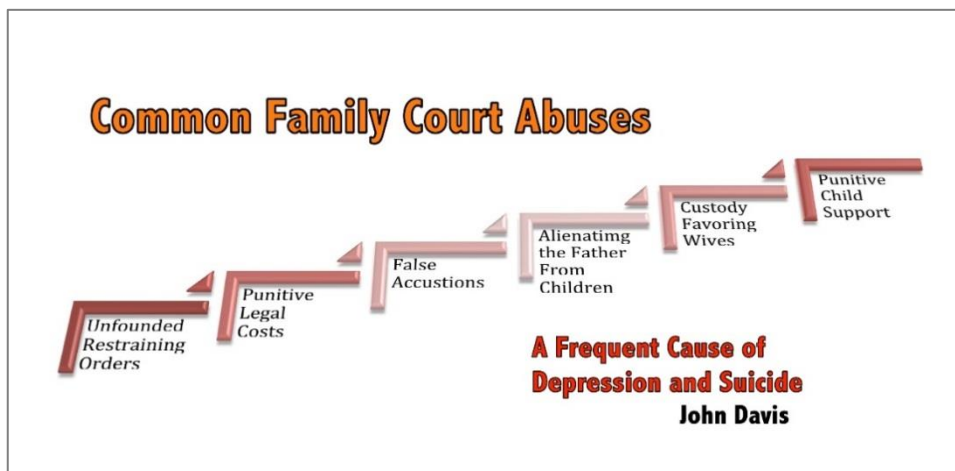 Common Family Court Abuses
Unfounded
Restraining
Orders
Punitive
Legal
Costs
False
Accustions
Alienatimg
the Father
From
Children
Custody
Favoring
Wives
Punitive
Child
Support
A Frequent Cause of
Depression and Suicide
John Davis